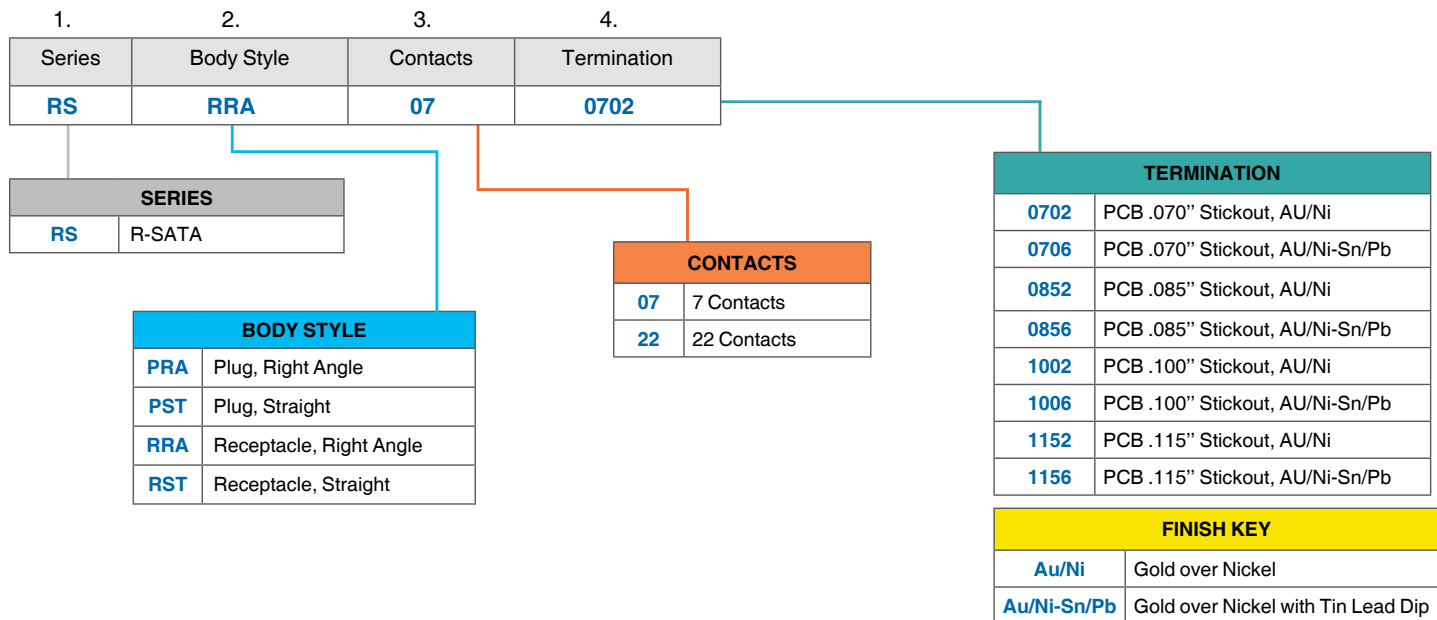 1. 2. 3. 4.
Series Body Style Contacts Termination
RS RRA 07 0702
SERIES
RS R-SATA
BODY STYLE
PRA Plug, Right Angle
PST Plug, Straight
RRA Receptacle, Right Angle
RST Receptacle, Straight
CONTACTS
07 7 Contacts
22 22 Contacts
TERMINATION
0702 PCB .070’’ Stickout, AU/Ni
0706 PCB .070’’ Stickout, AU/Ni-Sn/Pb
0852 PCB .085’’ Stickout, AU/Ni
0856 PCB .085’’ Stickout, AU/Ni-Sn/Pb
1002 PCB .100’’ Stickout, AU/Ni
1006 PCB .100’’ Stickout, AU/Ni-Sn/Pb
1152 PCB .115’’ Stickout, AU/Ni
1156 PCB .115’’ Stickout, AU/Ni-Sn/Pb
FINISH KEY
Au/Ni Gold over Nickel
Au/Ni-Sn/Pb Gold over Nickel with Tin Lead Dip